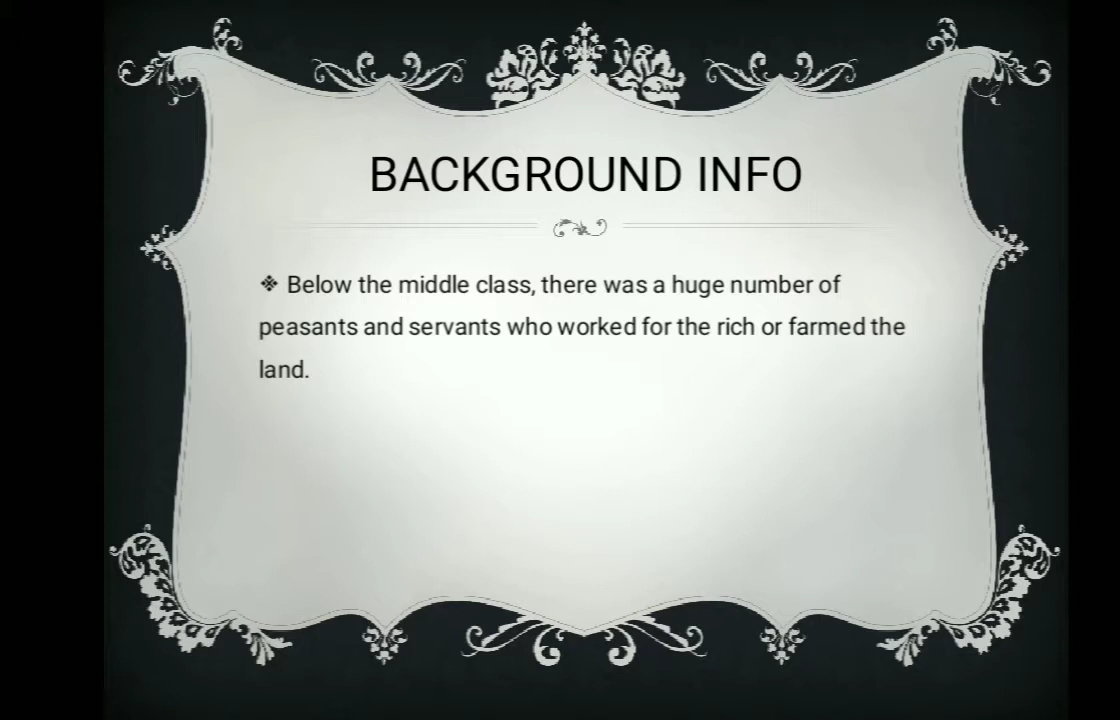 BACKGROUND INFO
❖ Below the middle class, there was a huge number of
peasants and servants who worked for the rich or farmed the
land.